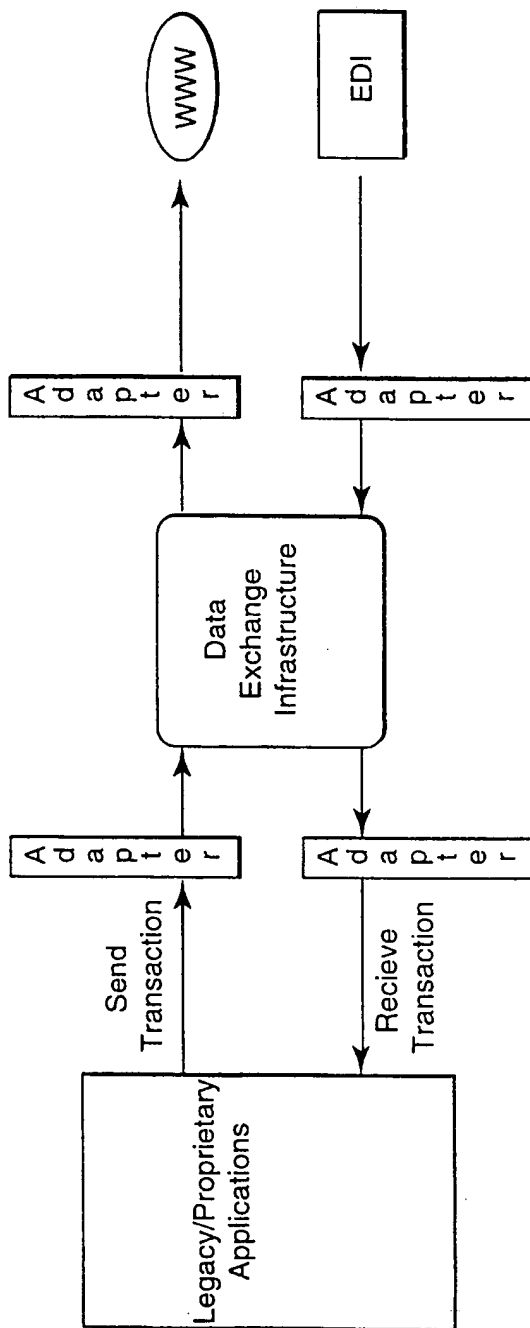 Legacy/Proprietary
Applications
Send
Transaction
Recieve
Transaction
Adapter
Adapter
Data
Exchange
Infrastructure
Adapter
Adapter
WWW
EDI